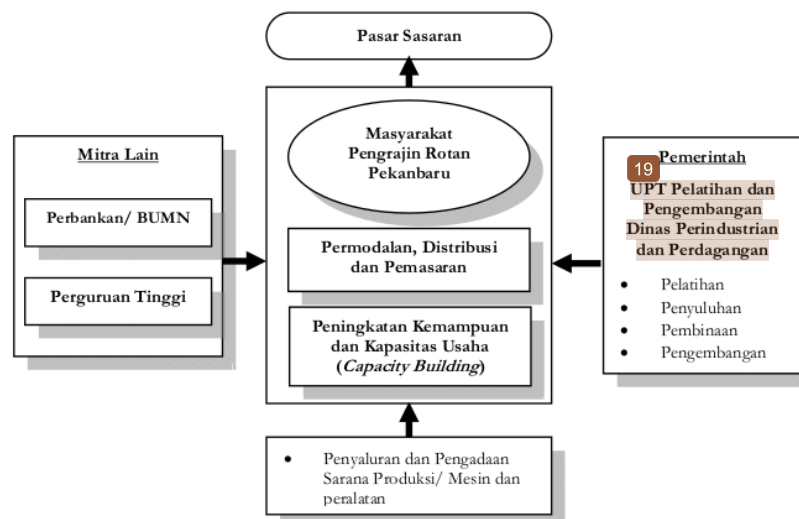 Pasar Sasaran
Masyarakat
Pengrajin Rotan
Pekanbaru
Mitra Lain
Perbankan/ BUMN
Perguruan Tinggi
Permodalan, Distribusi
dan Pemasaran
Peningkatan Kemampuan
dan Kapasitas Usaha
(Capacity Building)
Pemerintah
19
UPT Pelatihan dan
Pengembangan
Dinas Perindustrian
dan Perdagangan
• Pelatihan
• Penyuluhan
• Pembinaan
• Pengembangan
• Penyaluran dan Pengadaan
Sarana Produksi/ Mesin dan
peralatan